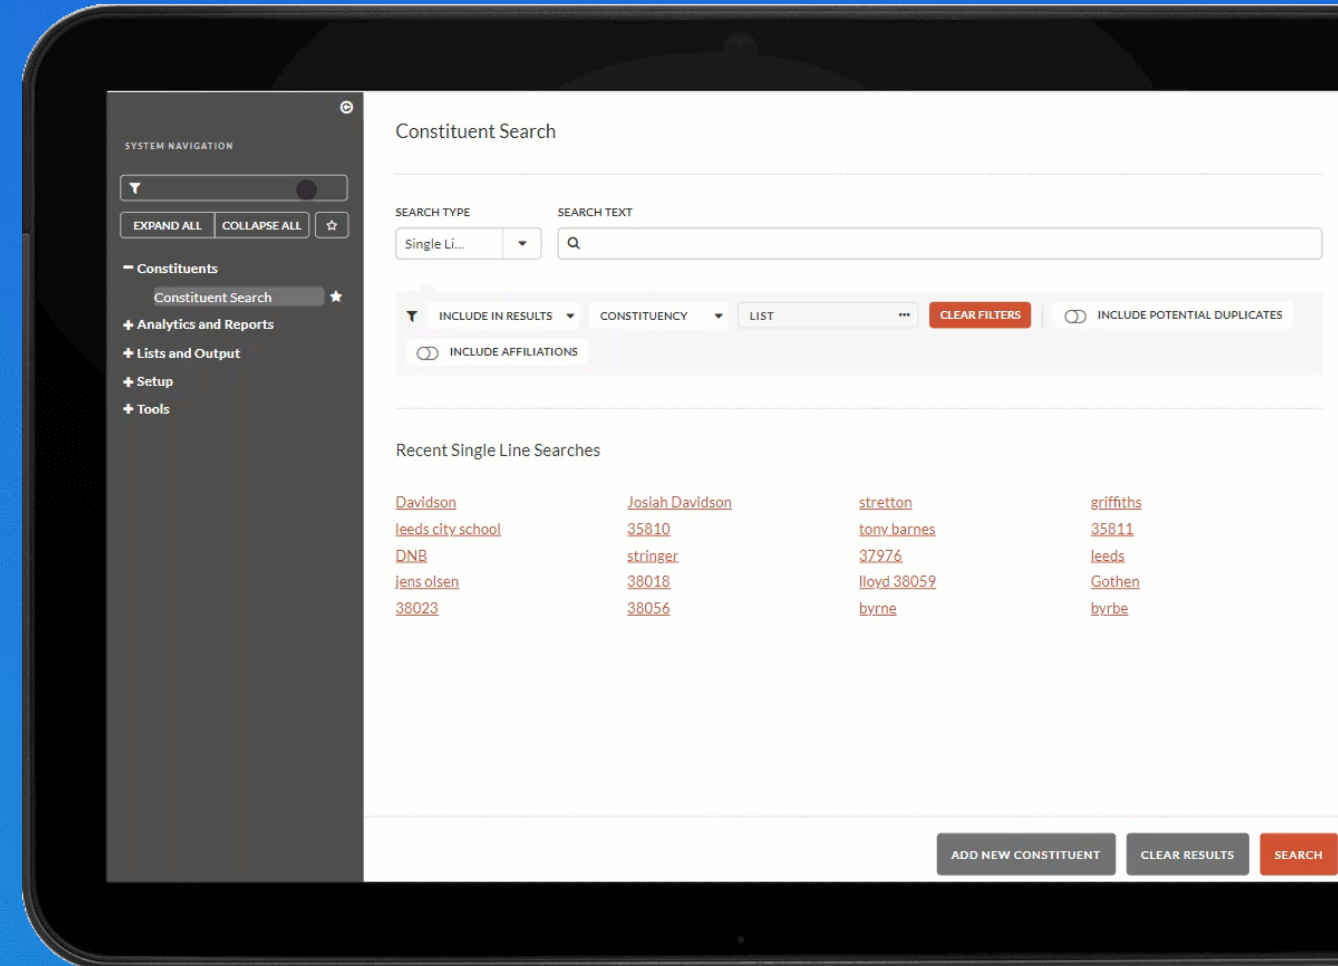 SYSTEM NAVIGATION
EXPAND ALL COLLAPSE ALL
Constituents
Constituent Search
Analytics and Reports
Lists and Output
Setup
Tools
Constituent Search
SEARCH TYPE SEARCH TEXT
Single Li...
INCLUDE IN RESULTS CONSTITUENCY LIST ... CLEAR FILTERS INCLUDE POTENTIAL DUPLICATES
INCLUDE AFFILIATIONS
Recent Single Line Searches
Davidson Josiah Davidson stretton griffiths
leeds city school 35810 tony barnes 35811
DNB stringer 37976 leeds
jens olsen 38018 lloyd 38059 Gothen
38023 38056 byrne byrbe
ADD NEW CONSTITUENT CLEAR RESULTS SEARCH